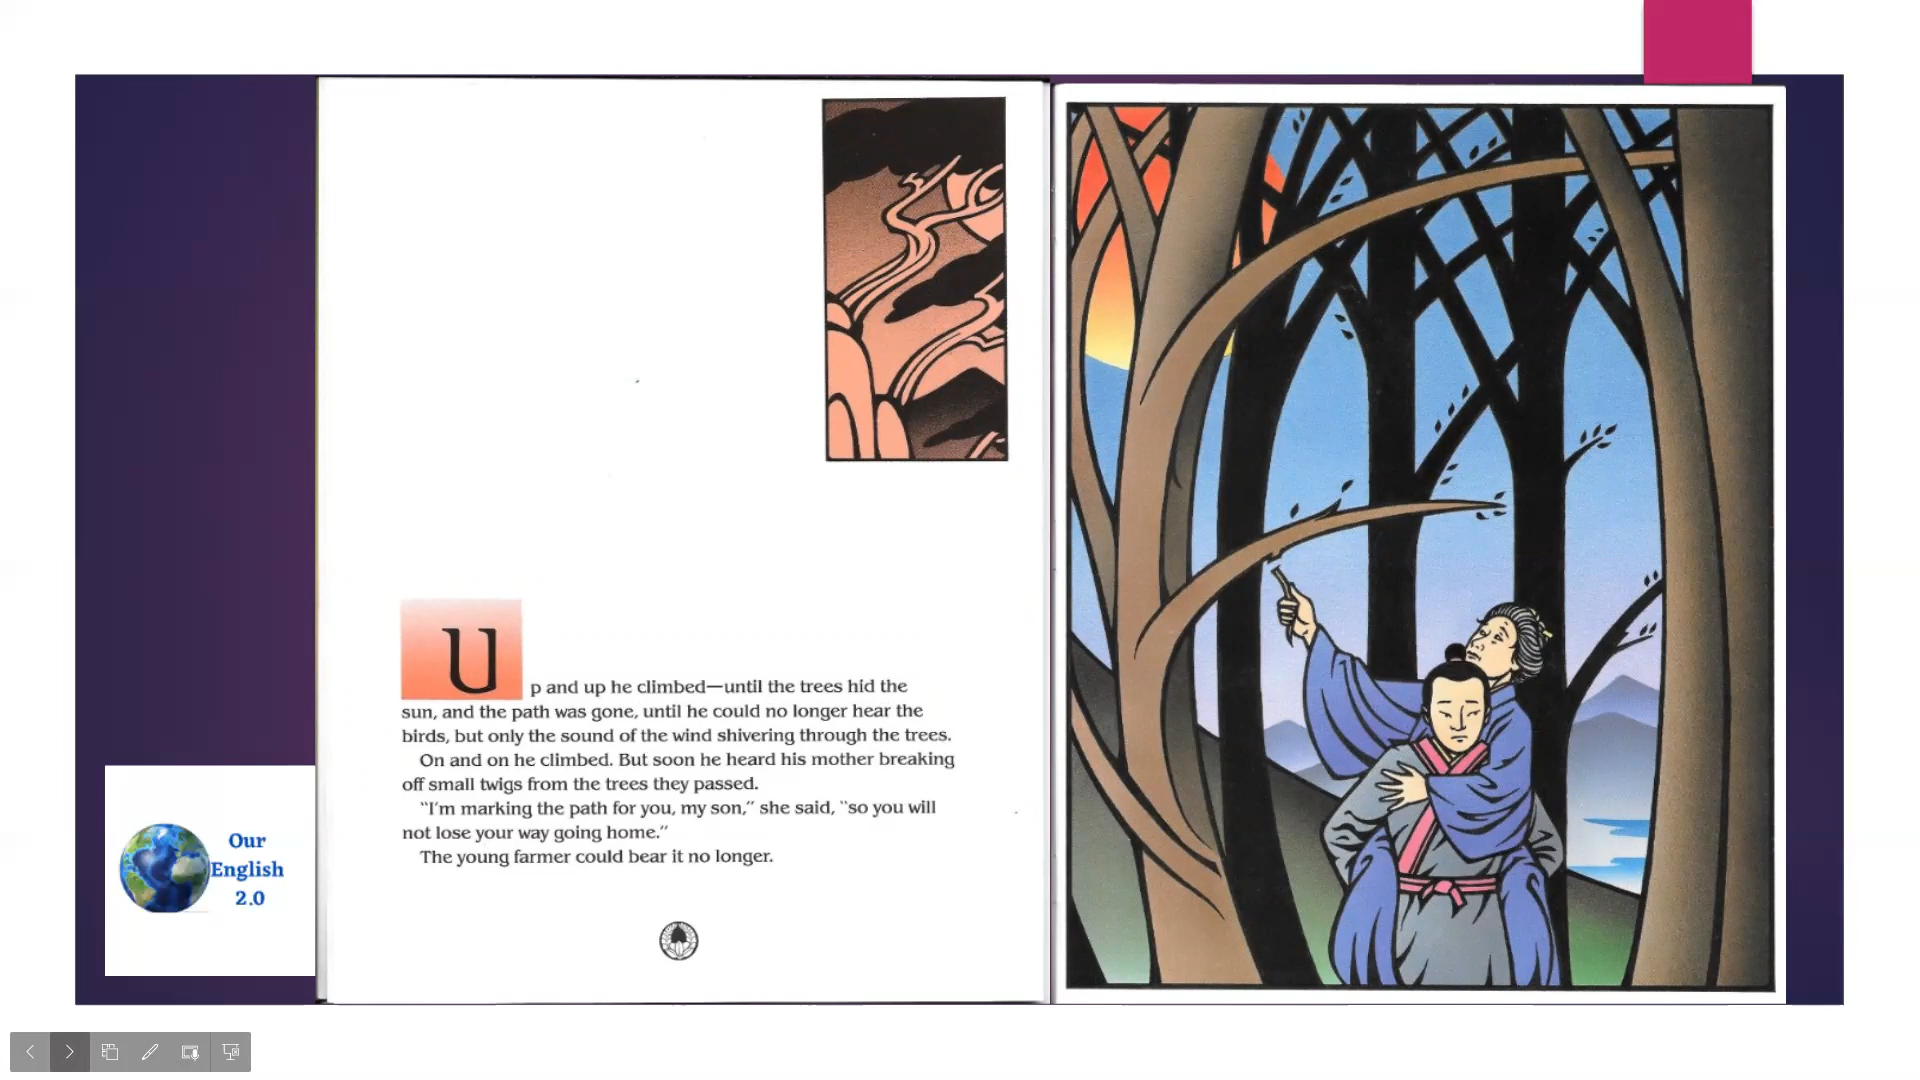 Up and up he climbed—until the trees hid the
sun, and the path was gone, until he could no longer hear the
birds, but only the sound of the wind shivering through the trees.
On and on he climbed. But soon he heard his mother breaking
off small twigs from the trees they passed.
"I'm marking the path for you, my son," she said, "so you will
not lose your way going home."
The young farmer could bear it no longer.
Our
English
2.0